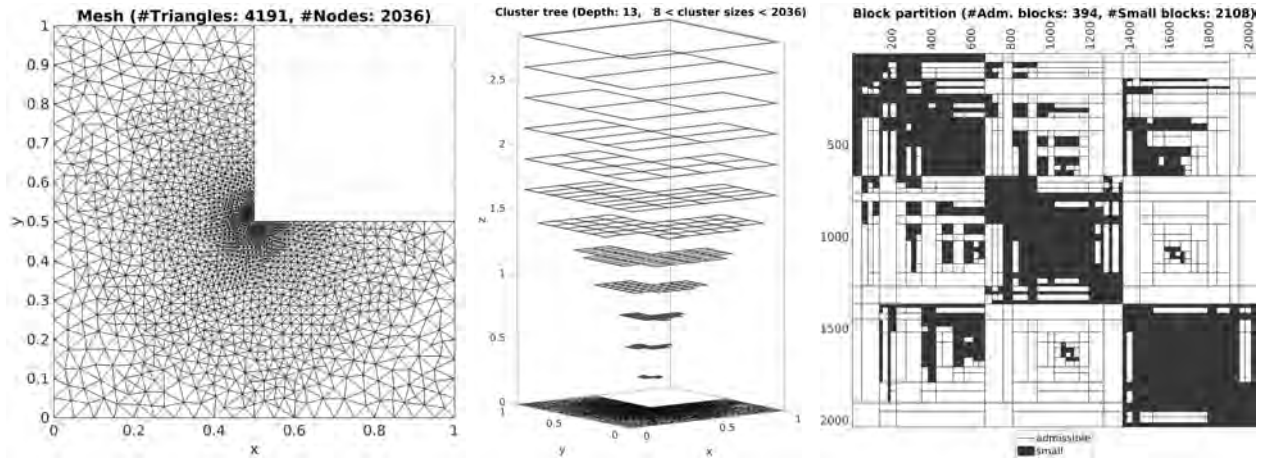 Mesh (#Triangles: 4191, #Nodes: 2036)
1
0.9
0.8
0.7
0.6
y
0.5
0.4
0.3
0.2
0.1
0
0 0.2 0.4 0.6 0.8 1
x
Cluster tree (Depth: 13, 8 < cluster sizes < 2036)
2.5
2
z
1.5
1
0.5
0
1 0.5 0
y
0 0.5 1
x
Block partition (#Adm. blocks: 394, #Small blocks: 2108)
200 400 600 800 1000 1200 1400 1600 1800 2000
500
1000
1500
2000
admissible
small